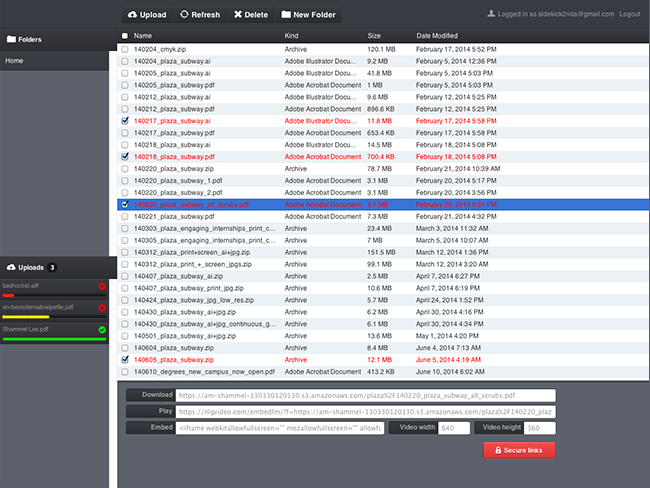 Upload Refresh Delete New Folder Logged in as sidekick2rida@gmail.com Logout
Folders
Home
Name Kind Size Date Modified
140204_cmyk.zip Archive 120.1 MB February 17, 2014 5:52 PM
140204_plaza_subway.ai Adobe Illustrator Docu... 9.2 MB February 5, 2014 12:36 PM
140205_plaza_subway.ai Adobe Illustrator Docu... 41.8 MB February 5, 2014 5:03 PM
140205_plaza_subway.pdf Adobe Acrobat Document 1 MB February 5, 2014 5:03 PM
140212_plaza_subway.ai Adobe Illustrator Docu... 9.6 MB February 12, 2014 5:25 PM
140212_plaza_subway.pdf Adobe Acrobat Document 896.6 KB February 12, 2014 5:25 PM
140217_plaza_subway.ai Adobe Illustrator Docu... 11.8 MB February 17, 2014 5:58 PM
140217_plaza_subway.pdf Adobe Acrobat Document 653.4 KB February 17, 2014 5:58 PM
140218_plaza_subway.ai Adobe Illustrator Docu... 14.5 MB February 18, 2014 5:08 PM
140218_plaza_subway.pdf Adobe Acrobat Document 700.4 KB February 18, 2014 5:08 PM
140220_plaza_subway.zip Archive 78.7 MB February 21, 2014 10:39 AM
140220_plaza_subway_1.pdf Adobe Acrobat Document 3.1 MB February 20, 2014 5:17 PM
140220_plaza_subway_2.pdf Adobe Acrobat Document 3.1 MB February 20, 2014 3:56 PM
140220_plaza_subway_alt_scrubs.pdf Adobe Acrobat Document 3.1 MB February 20, 2014 5:31 PM
140221_plaza_subway.pdf Adobe Acrobat Document 7.3 MB February 21, 2014 4:32 PM
140303_plaza_engaging_internships_print_c... Archive 23.4 MB March 3, 2014 11:32 AM
140305_plaza_engaging_internships_print_c... Archive 7 MB March 5, 2014 10:07 AM
140312_plaza_print+screen_ai+jpg.zip Archive 151.5 MB March 12, 2014 1:36 PM
140312_plaza_print_+_screen_jpgs.zip Archive 99.1 MB March 12, 2014 3:20 AM
140407_plaza_subway_ai.zip Archive 2.5 MB April 7, 2014 6:27 PM
140407_plaza_subway_print_jpg.zip Archive 10.6 MB April 7, 2014 6:19 PM
140424_plaza_subway_jpg_low_res.zip Archive 5.7 MB April 24, 2014 1:52 PM
140430_plaza_subway_ai+jpg.zip Archive 6.2 MB April 30, 2014 4:16 PM
140430_plaza_subway_ai+jpg_continuous_g... Archive 6.1 MB April 30, 2014 4:34 PM
140501_plaza_subway_ai+jpg.zip Archive 13.6 MB May 1, 2014 4:20 PM
140604_plaza_subway.zip Archive 8.4 MB June 4, 2014 7:13 AM
140605_plaza_subway.zip Archive 12.1 MB June 5, 2014 4:19 AM
140610_degrees_new_campus_now_open.pdf Adobe Acrobat Document 413.2 KB June 10, 2014 6:02 AM
Uploads 3
bedrocket.aiff
en-bestofemailswipefile.pdf
Shammel Lee.pdf
Download https://am-shammel-130330120130.s3.amazonaws.com/plaza%2F140220_plaza_subway_alt_scrubs.pdf
Play https://nlgvideo.com/embedfm/?f=https://am-shammel-130330120130.s3.amazonaws.com/plaza%2F140220_plaz
Embed <iframe webkitallowfullscreen="" mozallowfullscreen="" allowfu Video width 640 Video height 360
Secure links